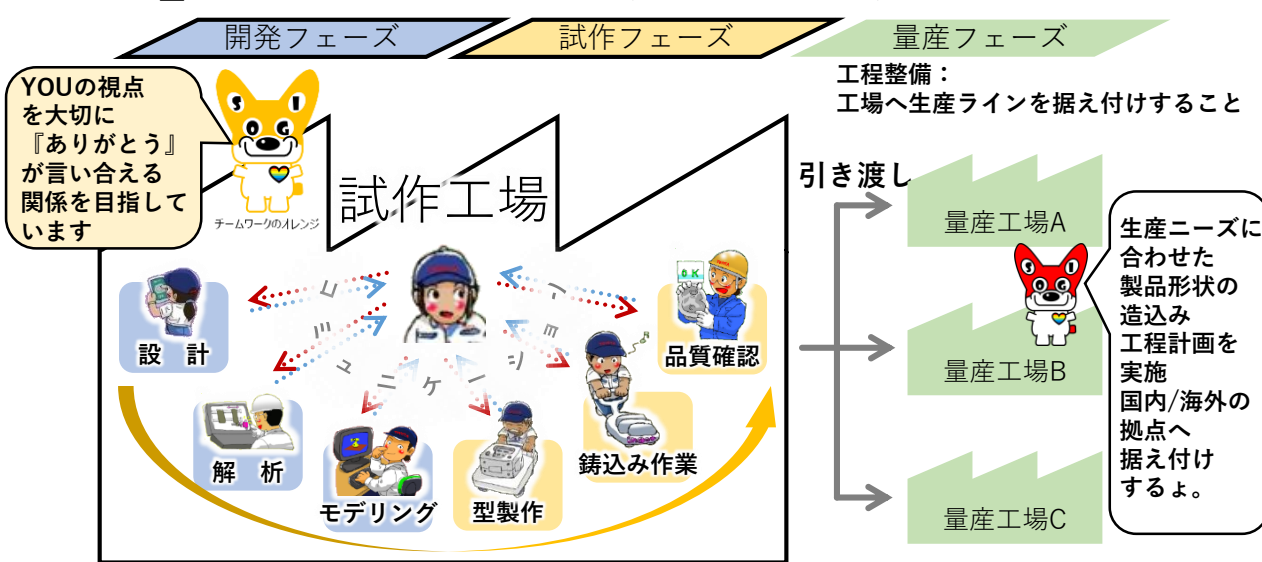 開発フェーズ
試作フェーズ
量産フェーズ
工程整備：
工場へ生産ラインを据え付けすること
YOUの視点
を大切に
『ありがとう』
が言い合える
関係を目指して
います
S I
O G
チームワークのオレンジ
試作工場
引き渡し
量産工場A
量産工場B
量産工場C
S I
O G
生産ニーズに
合わせた
製品形状の
造込み
工程計画を
実施
国内/海外の
拠点へ
据え付け
するょ。
コミュニケーション
設 計
解 析
モデリング
型製作
鋳込み作業
品質確認
OK